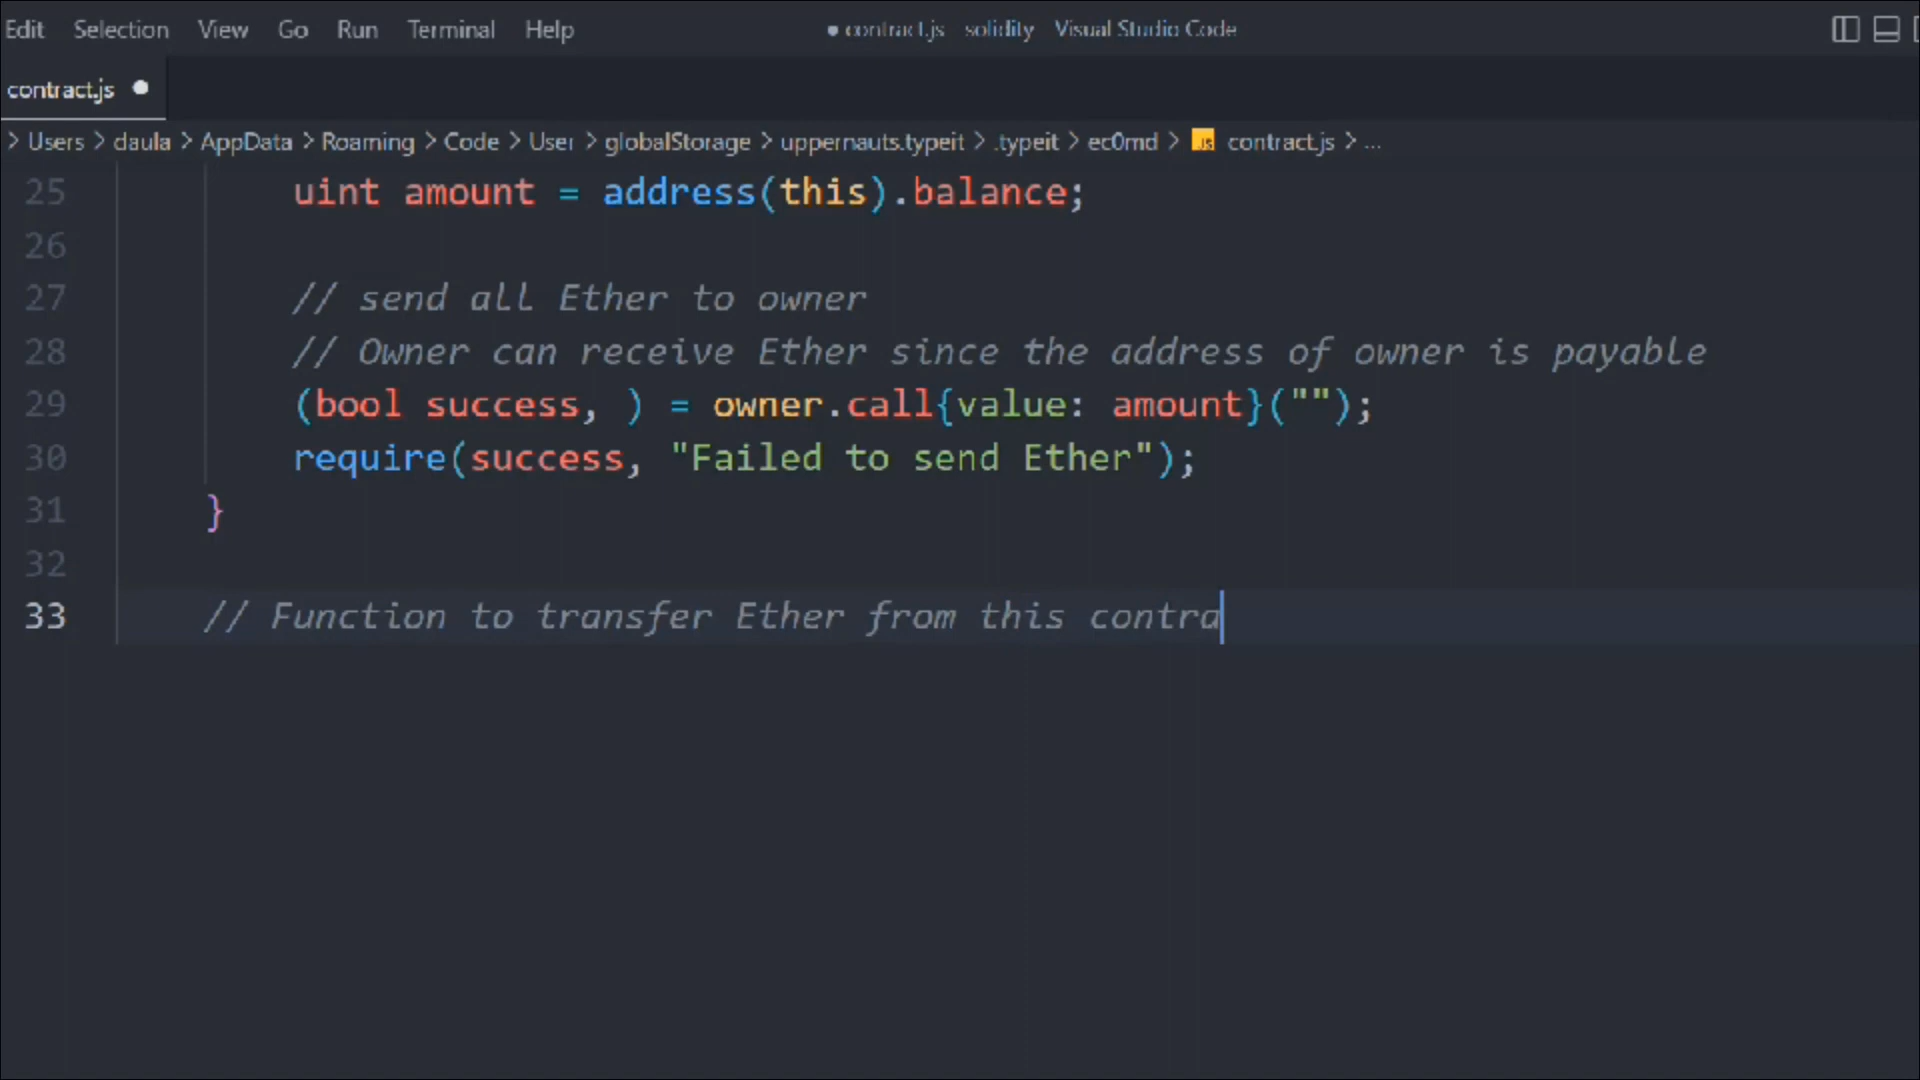 Edit Selection View Go Run Terminal Help ● contract.js solidity Visual Studio Code
contract.js ●
> Users > daula > AppData > Roaming > Code > User > globalStorage > uppernauts.typeit > .typeit > ec0md > JS contract.js > ...
25 uint amount = address(this).balance;
26
27 // send all Ether to owner
28 // Owner can receive Ether since the address of owner is payable
29 (bool success, ) = owner.call{value: amount}("");
30 require(success, "Failed to send Ether");
31 }
32
33 // Function to transfer Ether from this contra